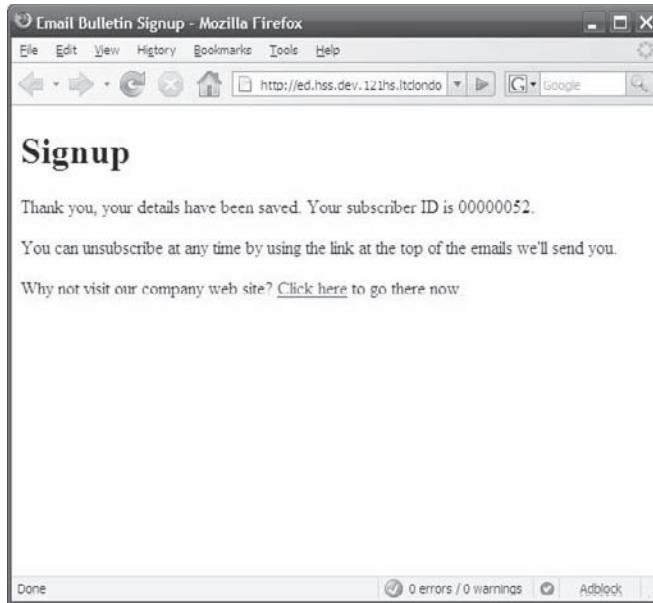 Email Bulletin Signup - Mozilla Firefox
File Edit View History Bookmarks Tools Help
http://ed.hss.dev.121hs.ltclondo G Google
Signup
Thank you, your details have been saved. Your subscriber ID is 00000052.
You can unsubscribe at any time by using the link at the top of the emails we'll send you.
Why not visit our company web site? Click here to go there now
Done 0 errors / 0 warnings Adblock